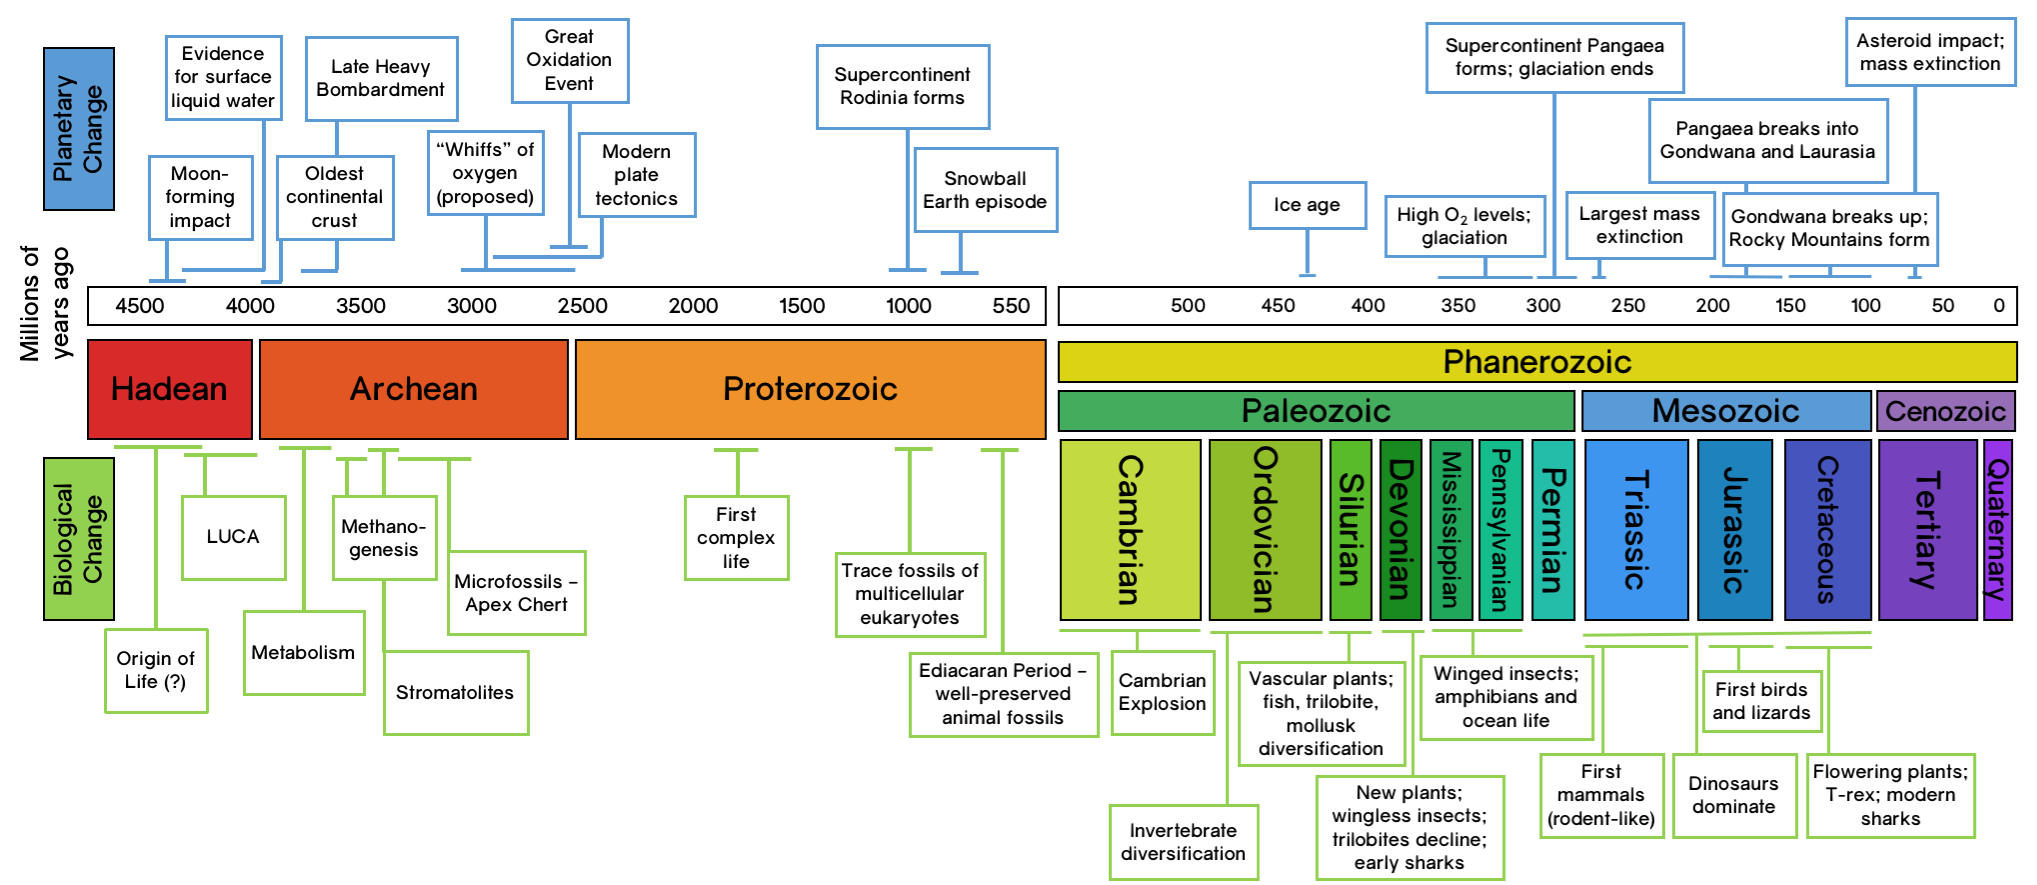 Planetary
Change
Evidence
for surface
liquid water
Late Heavy
Bombardment
Great
Oxidation
Event
Moon-
forming
impact
Oldest
continental
crust
“Whiffs” of
oxygen
(proposed)
Modern
plate
tectonics
Supercontinent
Rodinia forms
Snowball
Earth episode
Ice age
Supercontinent Pangaea
forms; glaciation ends
High O₂ levels;
glaciation
Largest mass
extinction
Pangaea breaks into
Gondwana and Laurasia
Gondwana breaks up;
Rocky Mountains form
Asteroid impact;
mass extinction
Millions of
years ago
4500 4000 3500 3000 2500 2000 1500 1000 550
500 450 400 350 300 250 200 150 100 50 0
Hadean
Archean
Proterozoic
Phanerozoic
Paleozoic
Mesozoic
Cenozoic
Cambrian
Ordovician
Silurian
Devonian
Mississippian
Pennsylvanian
Permian
Triassic
Jurassic
Cretaceous
Tertiary
Quaternary
Biological
Change
Origin of
Life (?)
LUCA
Metabolism
Methano-
genesis
Stromatolites
Microfossils –
Apex Chert
First
complex
life
Trace fossils of
multicellular
eukaryotes
Ediacaran Period –
well-preserved
animal fossils
Cambrian
Explosion
Invertebrate
diversification
Vascular plants;
fish, trilobite,
mollusk
diversification
New plants;
wingless insects;
trilobites decline;
early sharks
Winged insects;
amphibians and
ocean life
First
mammals
(rodent-like)
Dinosaurs
dominate
First birds
and lizards
Flowering plants;
T-rex; modern
sharks